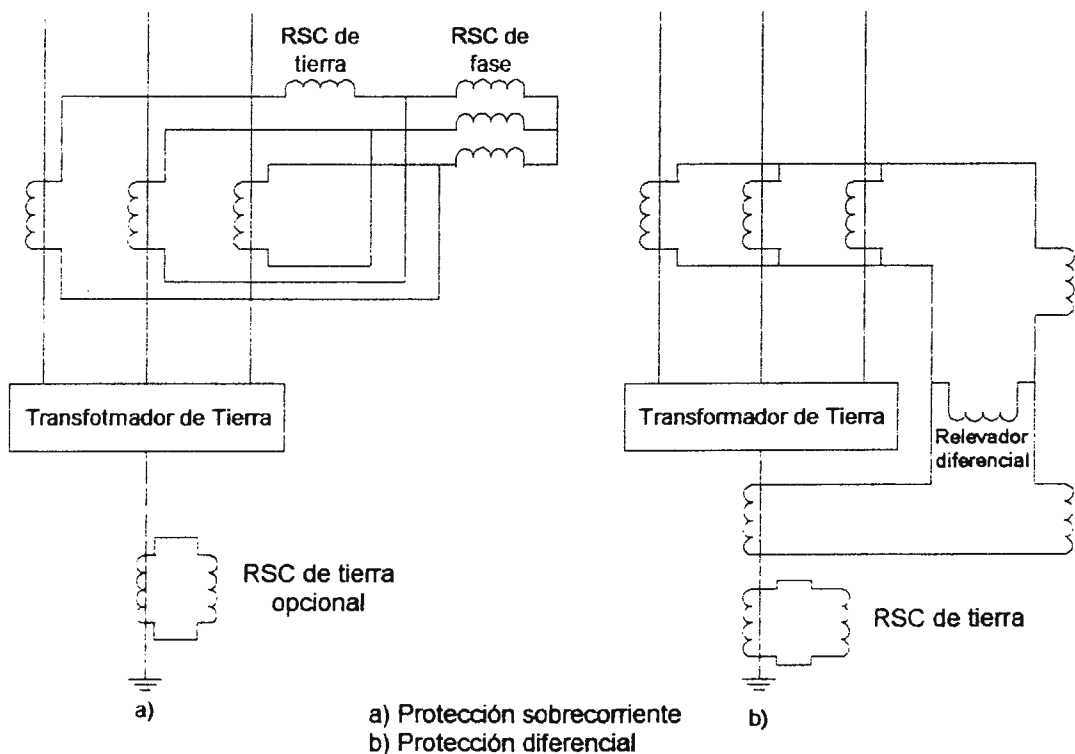 RSC de
tierra
RSC de
fase
Transfotmador de Tierra
RSC de tierra
opcional
a)
Transformador de Tierra
Relevador
diferencial
RSC de tierra
b)
a) Protección sobrecorriente
b) Protección diferencial